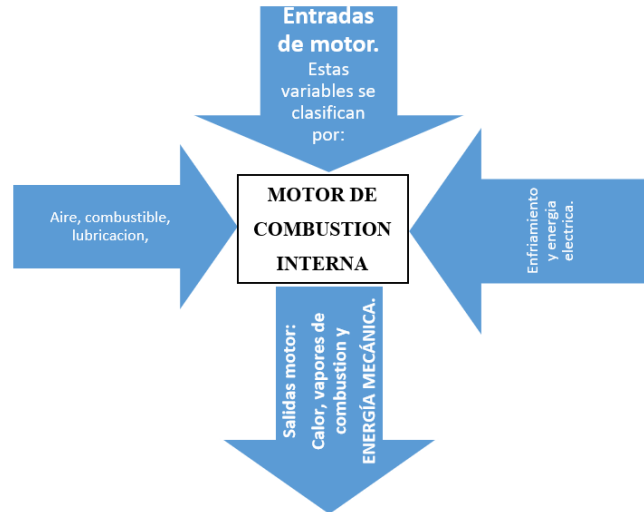 Entradas
de motor.
Estas
variables se
clasifican
por:
Aire, combustible,
lubricacion,
MOTOR DE
COMBUSTION
INTERNA
Enfriamiento
y energia
electrica.
Salidas motor:
Calor, vapores de
combustion y
ENERGÍA MECÁNICA.